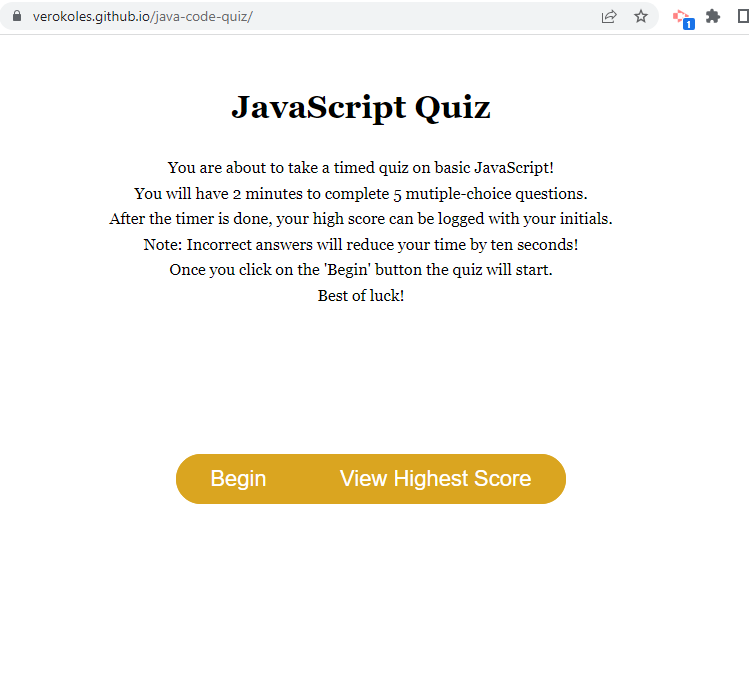 verokoles.github.io/java-code-quiz/
1
JavaScript Quiz
You are about to take a timed quiz on basic JavaScript!
You will have 2 minutes to complete 5 mutiple-choice questions.
After the timer is done, your high score can be logged with your initials.
Note: Incorrect answers will reduce your time by ten seconds!
Once you click on the 'Begin' button the quiz will start.
Best of luck!
Begin
View Highest Score